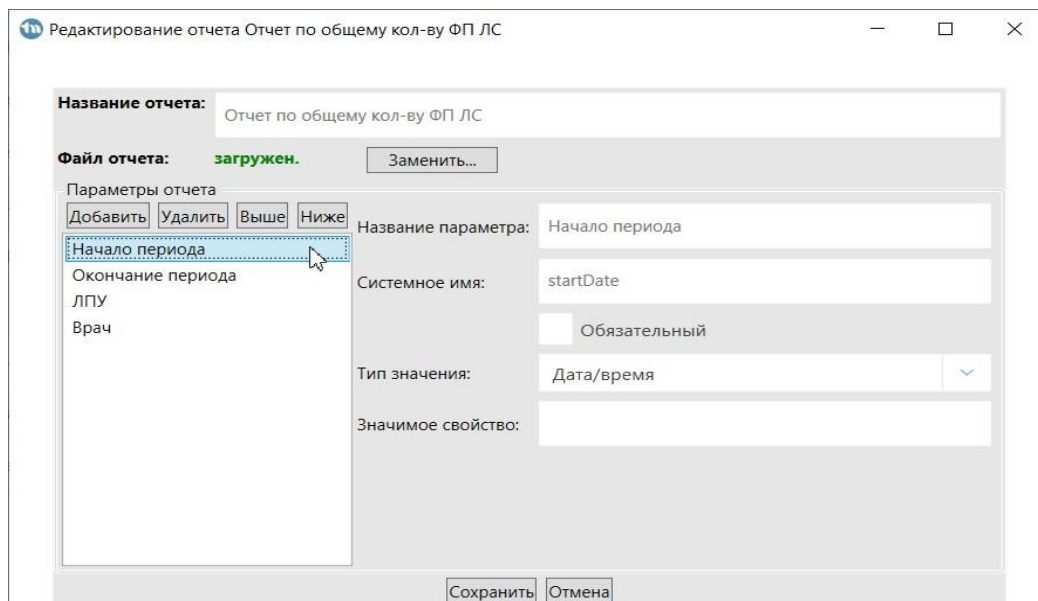 Редактирование отчета Отчет по общему кол-ву ФП ЛС
Название отчета: Отчет по общему кол-ву ФП ЛС
Файл отчета: загружен. Заменить...
Параметры отчета
Добавить Удалить Выше Ниже
Начало периода
Окончание периода
ЛПУ
Врач
Название параметра: Начало периода
Системное имя: startDate
Обязательный
Тип значения: Дата/время
Значимое свойство:
Сохранить Отмена